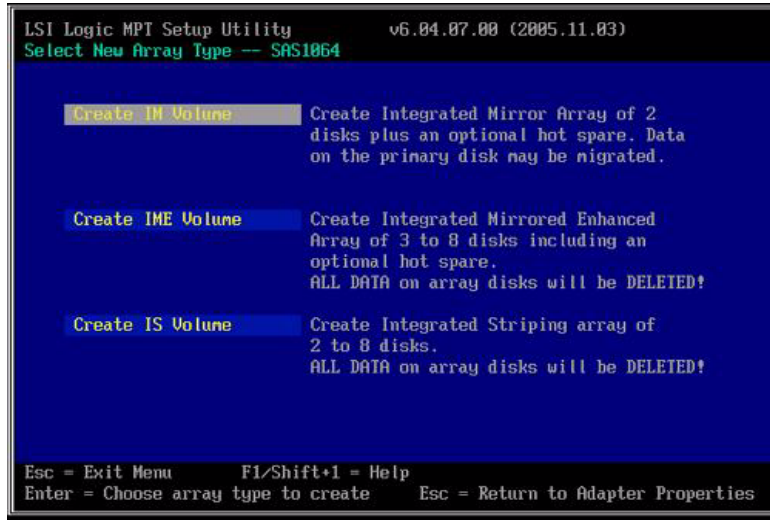 LSI Logic MPT Setup Utility v6.04.07.00 (2005.11.03)
Select New Array Type -- SAS1064
Create IM Volume Create Integrated Mirror Array of 2
disks plus an optional hot spare. Data
on the primary disk may be migrated.
Create IME Volume Create Integrated Mirrored Enhanced
Array of 3 to 8 disks including an
optional hot spare.
ALL DATA on array disks will be DELETED!
Create IS Volume Create Integrated Striping array of
2 to 8 disks.
ALL DATA on array disks will be DELETED!
Esc = Exit Menu F1/Shift+1 = Help
Enter = Choose array type to create Esc = Return to Adapter Properties